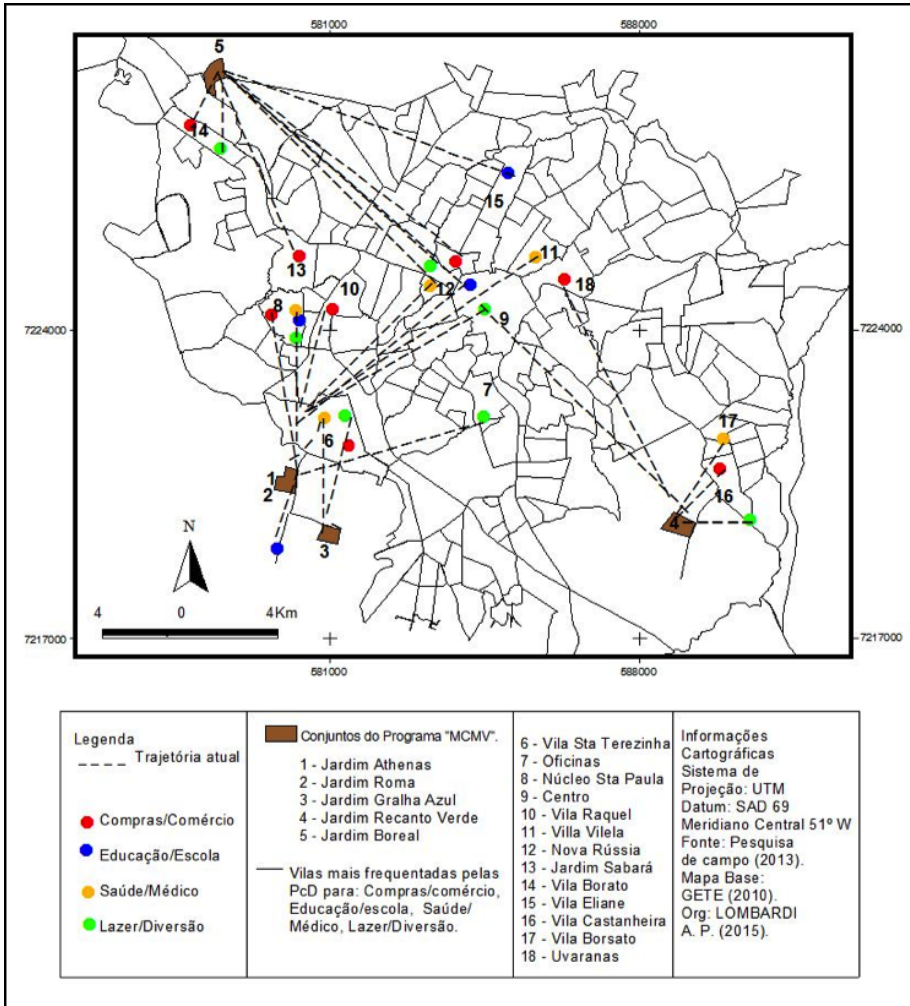 581000
588000
5
14
15
13
11
12
18
10
8
9
7224000
7224000
7
17
6
1
2
16
4
3
N
4
0
4Km
7217000
7217000
581000
588000
Legenda
Trajetória atual
Compras/Comércio
Educação/Escola
Saúde/Médico
Lazer/Diversão
Conjuntos do Programa "MCMV".
1 - Jardim Athenas
2 - Jardim Roma
3 - Jardim Gralha Azul
4 - Jardim Recanto Verde
5 - Jardim Boreal
Vilas mais frequentadas pelas
PcD para: Compras/comércio,
Educação/escola, Saúde/
Médico, Lazer/Diversão.
6 - Vila Sta Terezinha
7 - Oficinas
8 - Núcleo Sta Paula
9 - Centro
10 - Vila Raquel
11 - Villa Vilela
12 - Nova Rússia
13 - Jardim Sabará
14 - Vila Borato
15 - Vila Eliane
16 - Vila Castanheira
17 - Vila Borsato
18 - Uvaranas
Informações
Cartográficas
Sistema de
Projeção: UTM
Datum: SAD 69
Meridiano Central 51º W
Fonte: Pesquisa
de campo (2013).
Mapa Base:
GETE (2010).
Org: LOMBARDI
A. P. (2015).